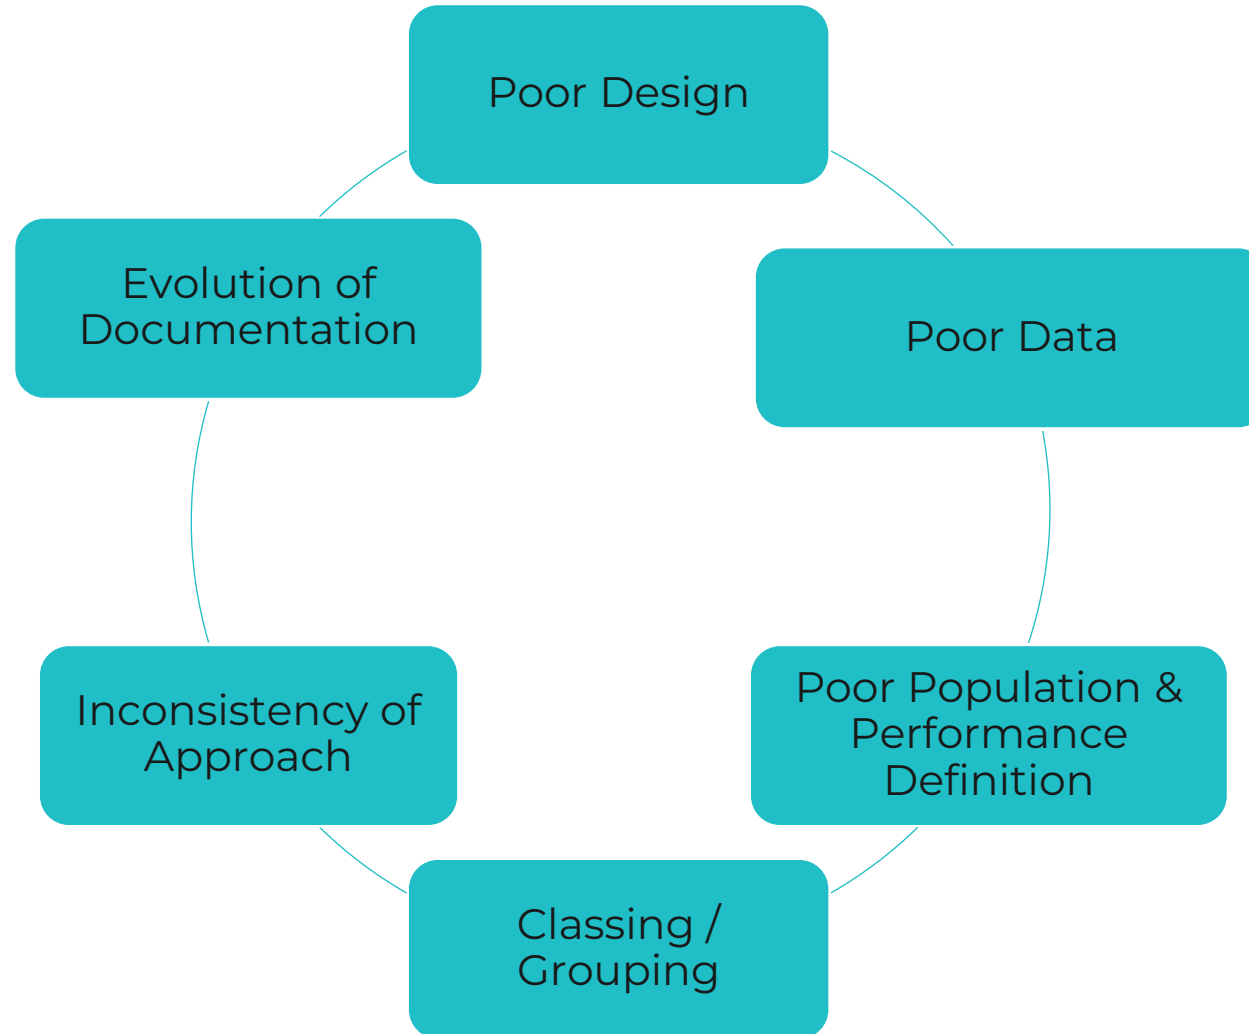 Poor Design
Evolution of
Documentation
Poor Data
Inconsistency of
Approach
Poor Population &
Performance
Definition
Classing /
Grouping